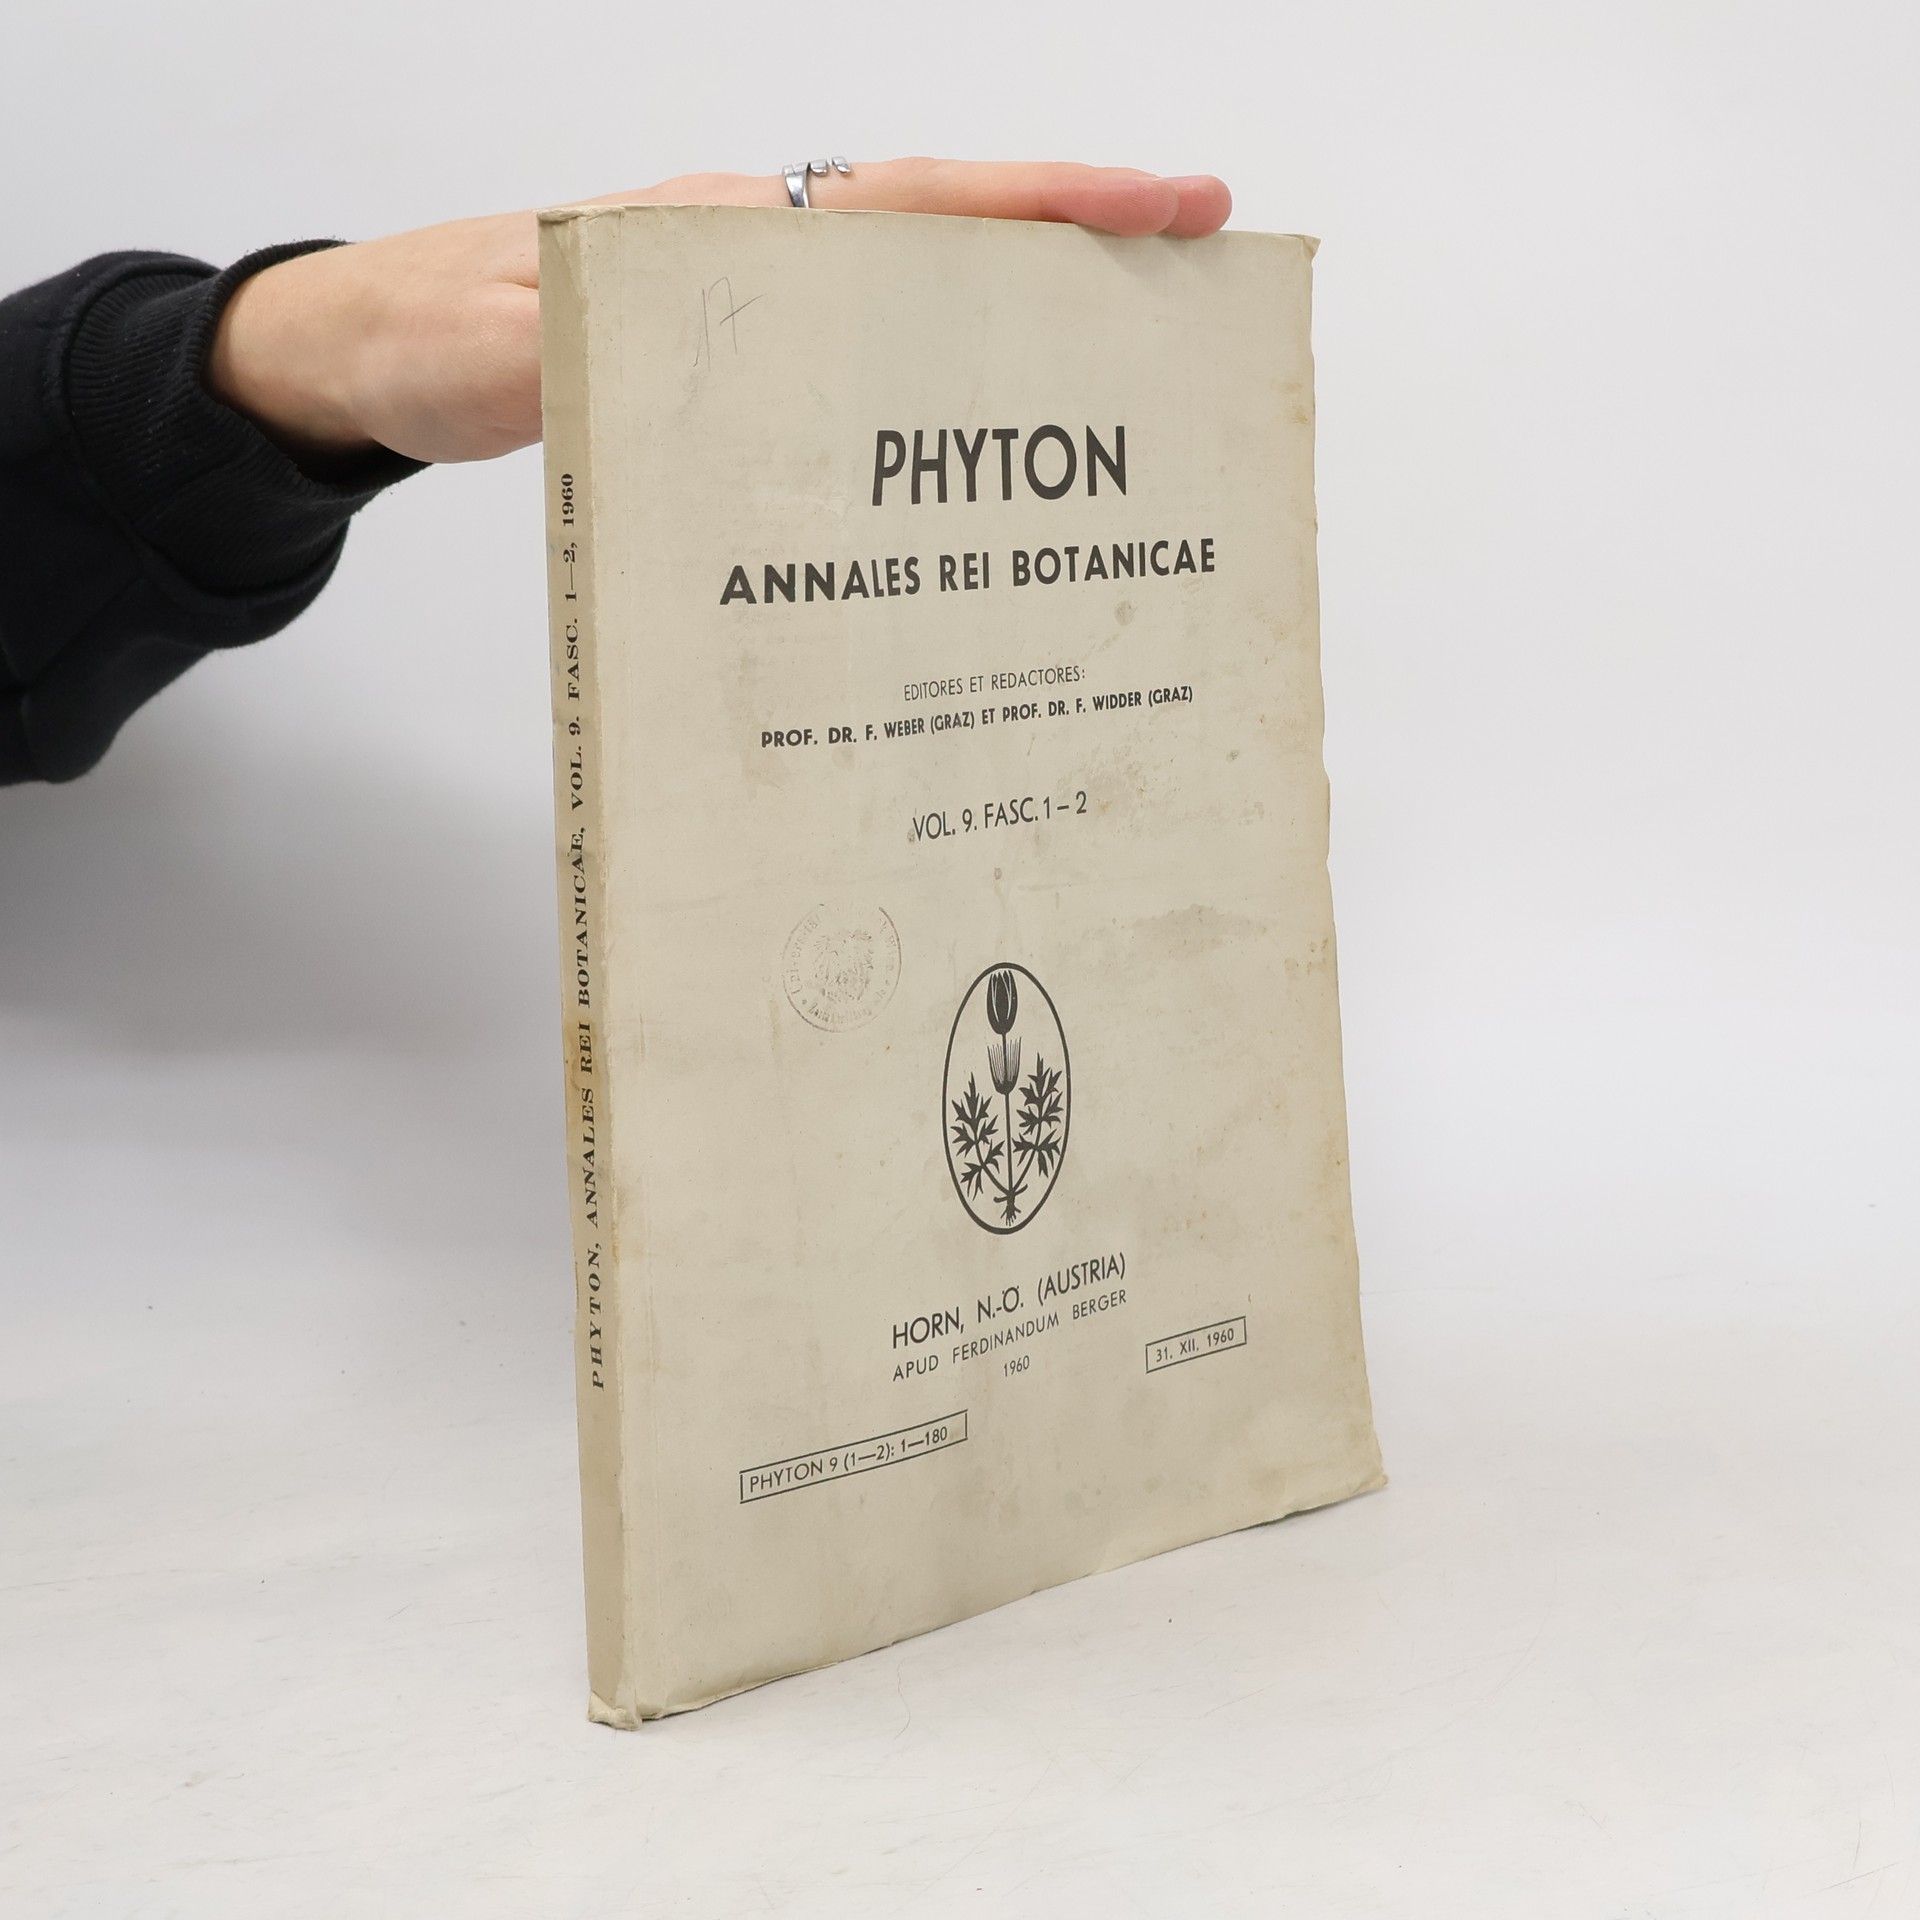 17
PHYTON
ANNALES REI BOTANICAE
EDITORES ET REDACTORES:
PROF. DR. F. WEBER (GRAZ) ET PROF. DR. F. WIDDER (GRAZ)
VOL. 9. FASC. 1–2
HORN, N.-Ö. (AUSTRIA)
APUD FERDINANDUM BERGER
1960
31. XII. 1960
PHYTON 9 (1—2): 1—180
PHYTON, ANNALES REI BOTANICAE, VOL. 9. FASC. 1—2, 1960